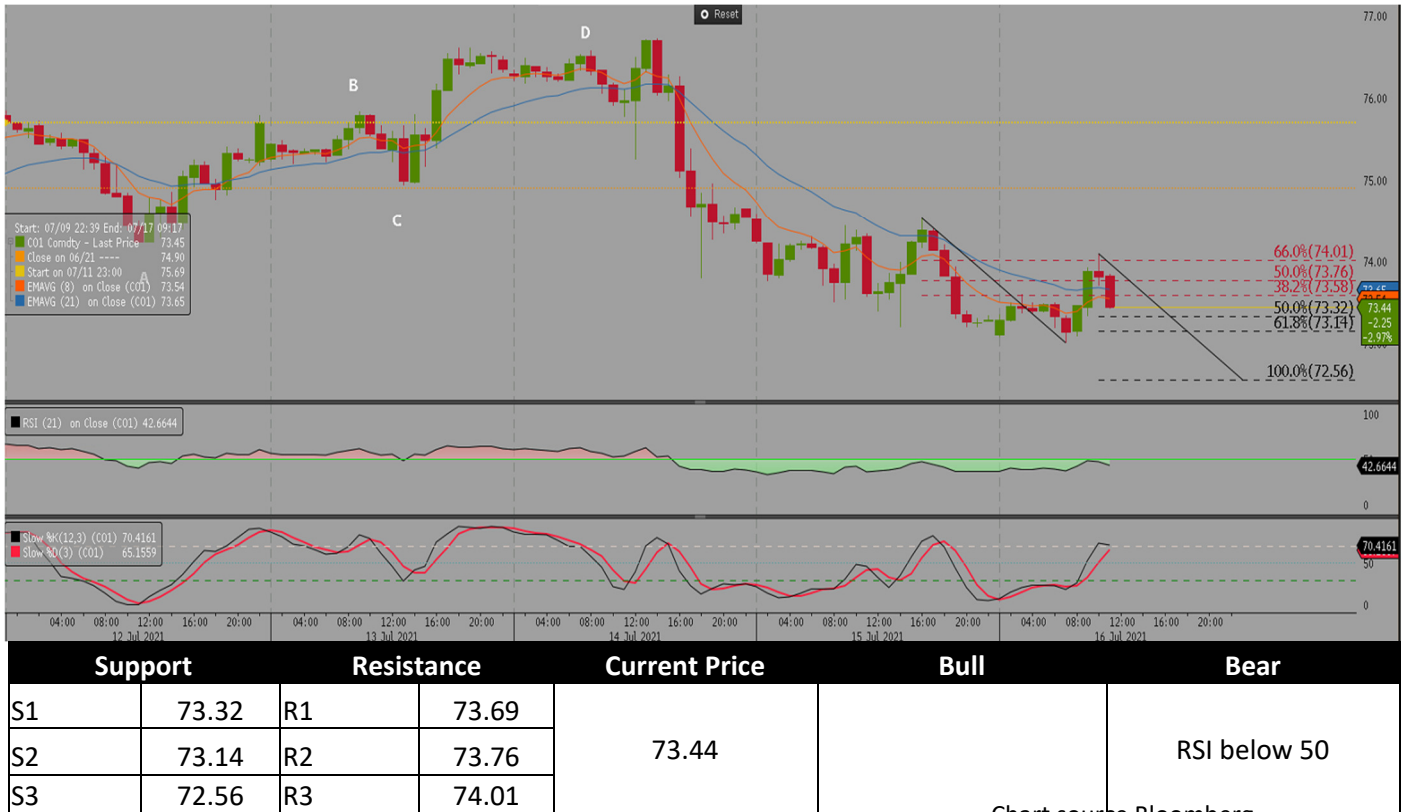 Reset
77.00
D
B
76.00
75.00
C
Start: 07/09 22:39 End: 07/17 09:17
CO1 Comdty - Last Price 73.45
Close on 06/21 ---- 74.90
Start on 07/11 23:00 75.69
A
EMAVG (8) on Close (CO1) 73.54
EMAVG (21) on Close (CO1) 73.65
66.0%(74.01)
74.00
50.0%(73.76)
38.2%(73.58)
50.0%(73.32)
61.8%(73.14)
73.44
-2.25
-2.97%
100.0%(72.56)
RSI (21) on Close (CO1) 42.6644
100
42.6644
0
Slow %K(12,3) (CO1) 70.4161
Slow %D(3) (CO1) 65.1559
70.4161
50
0
04:00 08:00 12:00 16:00 20:00 04:00 08:00 12:00 16:00 20:00 04:00 08:00 12:00 16:00 20:00 04:00 08:00 12:00 16:00 20:00 04:00 08:00 12:00 16:00 20:00
12 Jul 2021 13 Jul 2021 14 Jul 2021 15 Jul 2021 16 Jul 2021
Support Resistance Current Price Bull Bear
S1 73.32 R1 73.69
S2 73.14 R2 73.76 73.44 RSI below 50
S3 72.56 R3 74.01
Chart source Bloomberg